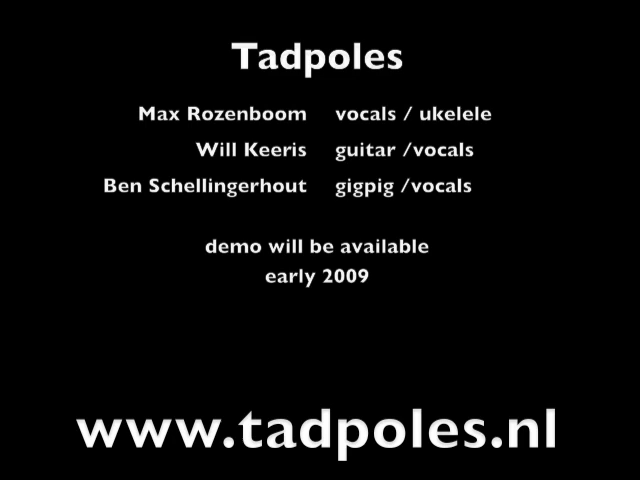 Tadpoles
Max Rozenboom vocals / ukelele
Will Keeris guitar /vocals
Ben Schellingerhout gigpig /vocals
demo will be available
early 2009
www.tadpoles.nl